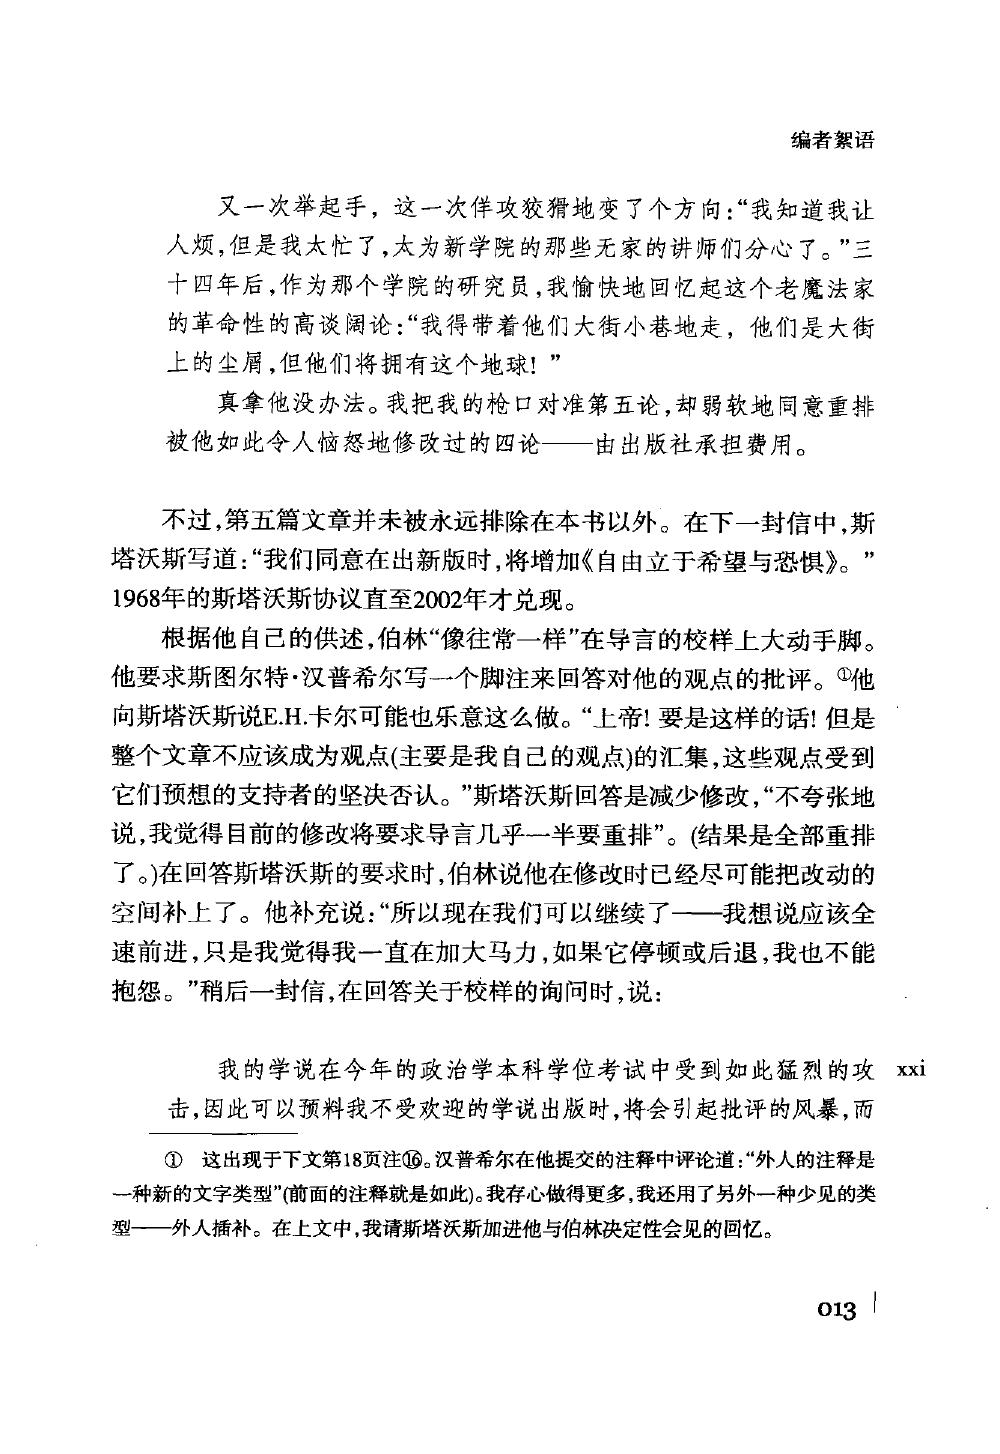 编者絮语
又一次举起手，这一次佯攻狡猾地变了个方向：“我知道我让
人烦，但是我太忙了，太为新学院的那些无家的讲师们分心了。”三
十四年后，作为那个学院的研究员，我愉快地回忆起这个老魔法家
的革命性的高谈阔论：“我得带着他们大街小巷地走，他们是大街
上的尘屑，但他们将拥有这个地球！”
真拿他没办法。我把我的枪口对准第五论，却弱软地同意重排
被他如此令人恼怒地修改过的四论——由出版社承担费用。
不过，第五篇文章并未被永远排除在本书以外。在下一封信中，斯
塔沃斯写道：“我们同意在出新版时，将增加《自由立于希望与恐惧》。”
1968年的斯塔沃斯协议直至2002年才兑现。
根据他自己的供述，伯林“像往常一样”在导言的校样上大动手脚。
他要求斯图尔特·汉普希尔写一个脚注来回答对他的观点的批评。①他
向斯塔沃斯说E.H.卡尔可能也乐意这么做。“上帝！要是这样的话！但是
整个文章不应该成为观点(主要是我自己的观点)的汇集，这些观点受到
它们预想的支持者的坚决否认。”斯塔沃斯回答是减少修改，“不夸张地
说，我觉得目前的修改将要求导言几乎一半要重排”。(结果是全部重排
了。)在回答斯塔沃斯的要求时，伯林说他在修改时已经尽可能把改动的
空间补上了。他补充说：“所以现在我们可以继续了——我想说应该全
速前进，只是我觉得我一直在加大马力，如果它停顿或后退，我也不能
抱怨。”稍后一封信，在回答关于校样的询问时，说：
我的学说在今年的政治学本科学位考试中受到如此猛烈的攻 xxi
击，因此可以预料我不受欢迎的学说出版时，将会引起批评的风暴，而
① 这出现于下文第18页注⑯。汉普希尔在他提交的注释中评论道：“外人的注释是
一种新的文字类型”(前面的注释就是如此)。我存心做得更多，我还用了另外一种少见的类
型——外人插补。在上文中，我请斯塔沃斯加进他与伯林决定性会见的回忆。
013